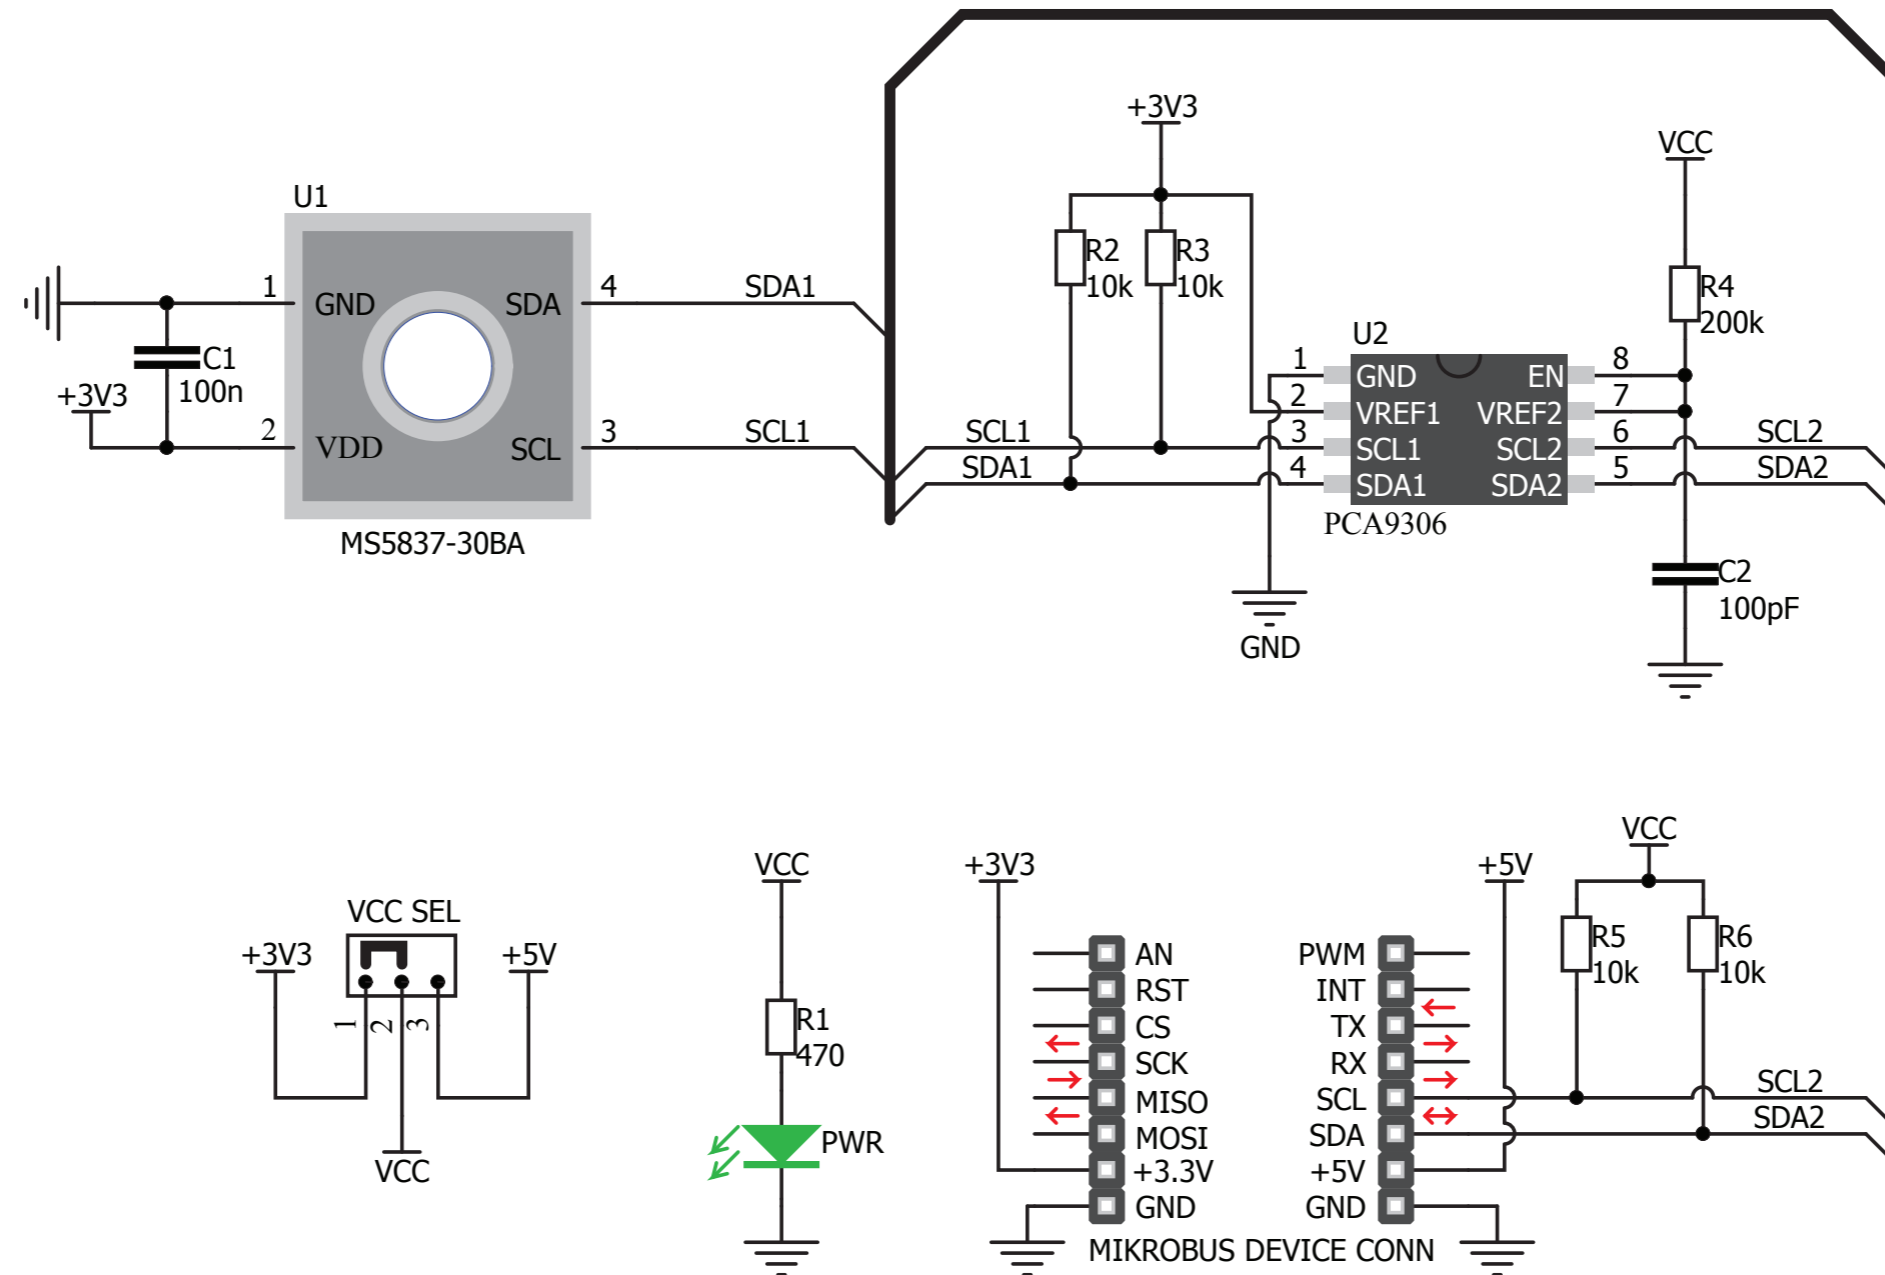 U1
1
GND
SDA
4
SDA1
C1
100n
+3V3
2
VDD
SCL
3
SCL1
MS5837-30BA
+3V3
R2
10k
R3
10k
VCC
R4
200k
U2
1
GND
EN
8
2
VREF1
VREF2
7
SCL1
3
SCL1
SCL2
6
SCL2
SDA1
4
SDA1
SDA2
5
SDA2
PCA9306
GND
C2
100pF
VCC SEL
+3V3
+5V
1
2
3
VCC
VCC
R1
470
PWR
+3V3
+5V
VCC
R5
10k
R6
10k
AN
PWM
RST
INT
CS
TX
SCK
RX
MISO
SCL
SCL2
MOSI
SDA
SDA2
+3.3V
+5V
GND
GND
MIKROBUS DEVICE CONN